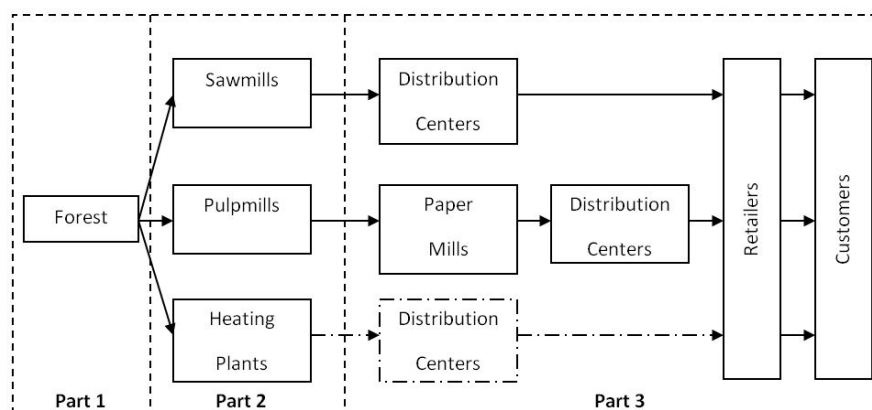 Sawmills
Distribution
Centers
Forest
Pulpmills
Paper
Mills
Distribution
Centers
Retailers
Customers
Heating
Plants
Distribution
Centers
Part 1
Part 2
Part 3